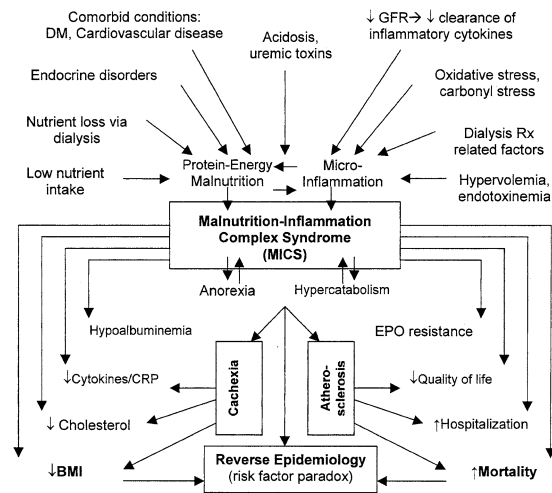 Comorbid conditions:
DM, Cardiovascular disease
Acidosis,
uremic toxins
↓ GFR→ ↓ clearance of
inflammatory cytokines
Endocrine disorders
Oxidative stress,
carbonyl stress
Nutrient loss via
dialysis
Dialysis Rx
related factors
Low nutrient
intake
Protein-Energy
Malnutrition
Micro-
Inflammation
Hypervolemia,
endotoxinemia
Malnutrition-Inflammation
Complex Syndrome
(MICS)
Anorexia
Hypercatabolism
Hypoalbuminemia
EPO resistance
↓Cytokines/CRP
Cachexia
Athero-
sclerosis
↓Quality of life
↓ Cholesterol
↑Hospitalization
↓BMI
Reverse Epidemiology
(risk factor paradox)
↑Mortality